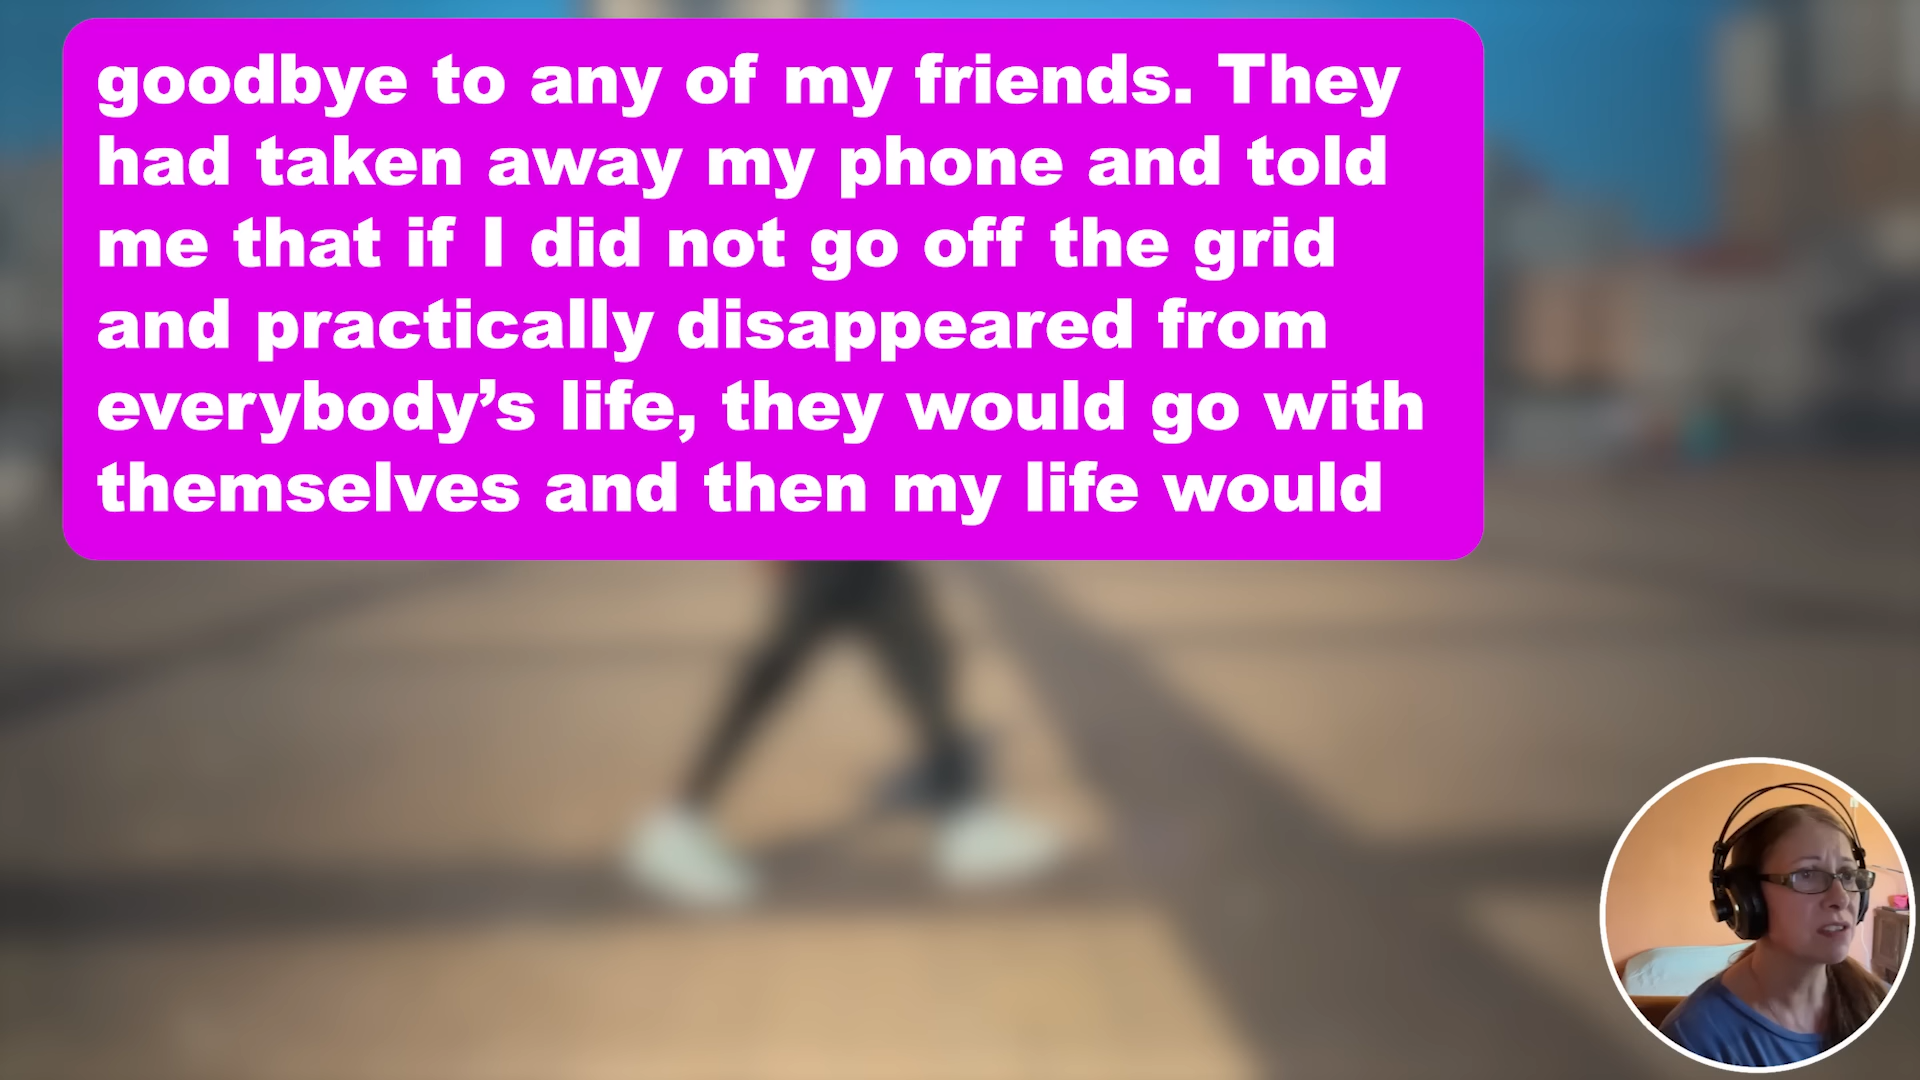 goodbye to any of my friends. They
had taken away my phone and told
me that if I did not go off the grid
and practically disappeared from
everybody’s life, they would go with
themselves and then my life would